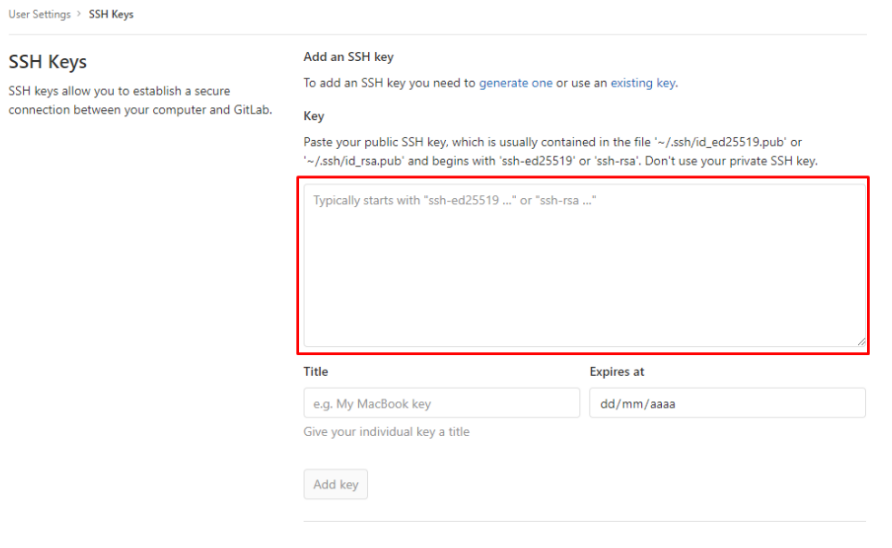 User Settings > SSH Keys
SSH Keys
SSH keys allow you to establish a secure
connection between your computer and GitLab.
Add an SSH key
To add an SSH key you need to generate one or use an existing key.
Key
Paste your public SSH key, which is usually contained in the file '~/.ssh/id_ed25519.pub' or
'~/.ssh/id_rsa.pub' and begins with 'ssh-ed25519' or 'ssh-rsa'. Don't use your private SSH key.
Typically starts with "ssh-ed25519 ..." or "ssh-rsa ..."
Title
Expires at
e.g. My MacBook key
dd/mm/aaaa
Give your individual key a title
Add key